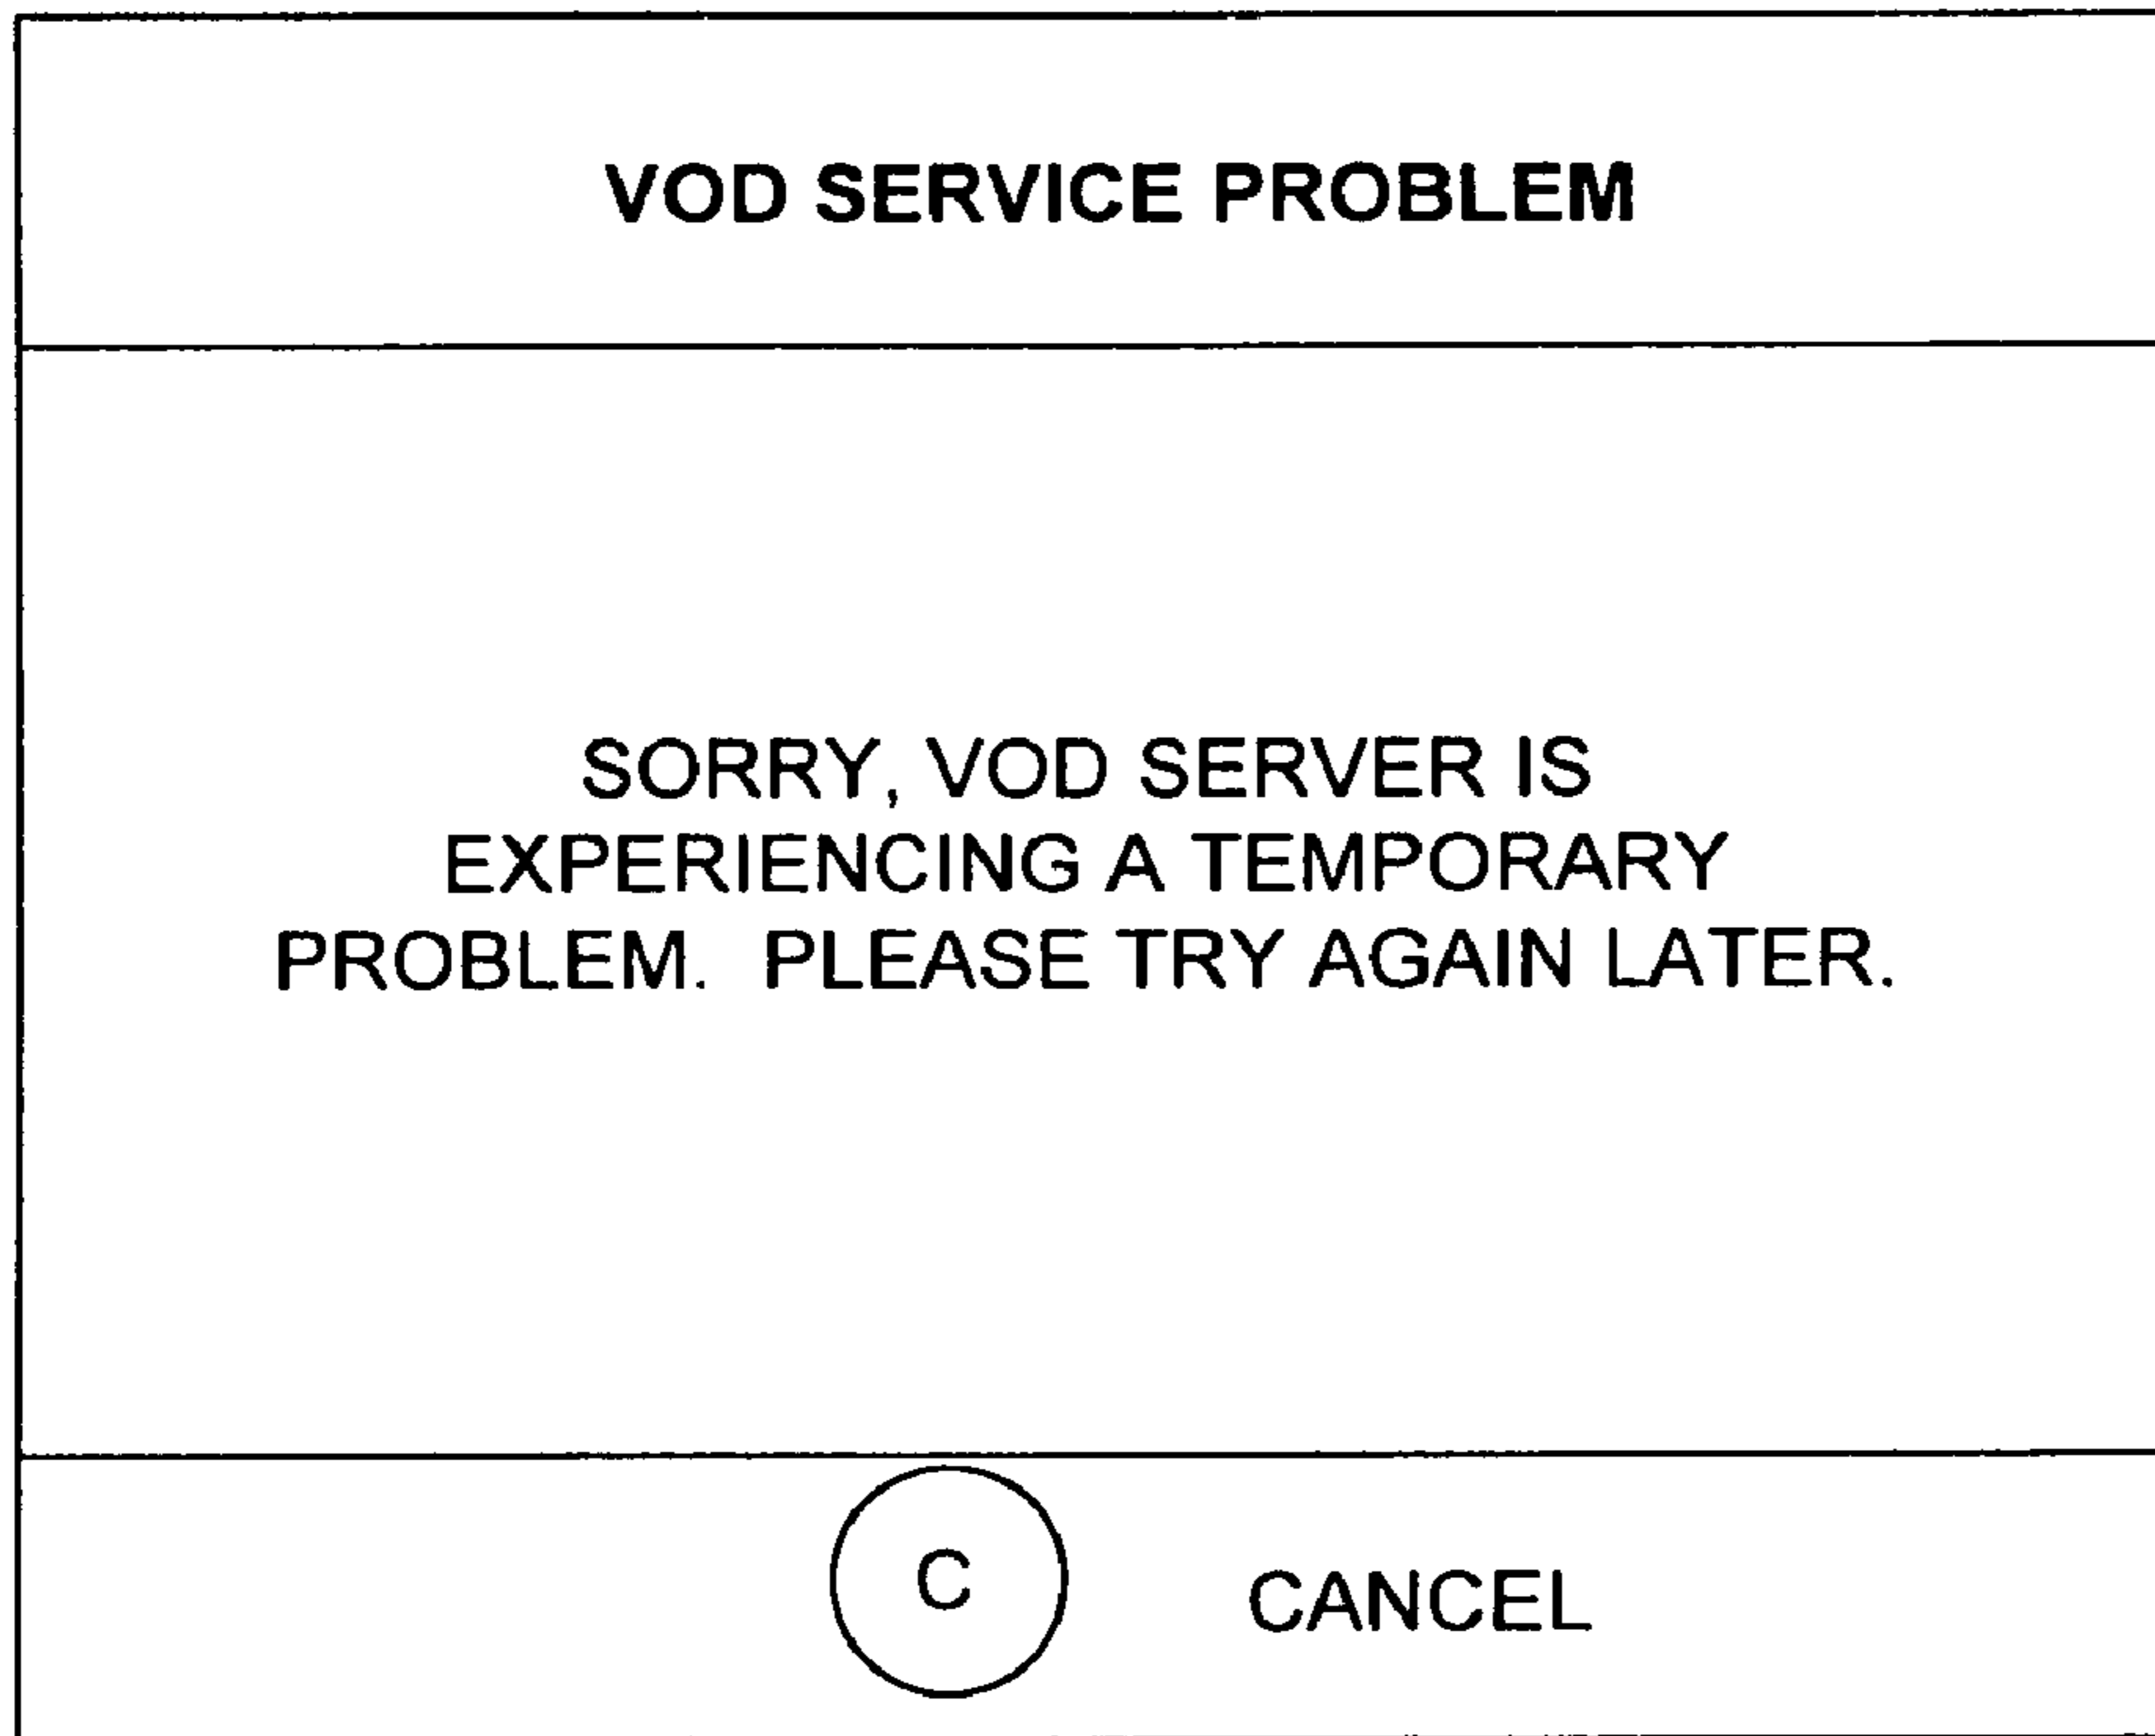 VOD SERVICE PROBLEM
SORRY, VOD SERVER IS
EXPERIENCING A TEMPORARY
PROBLEM. PLEASE TRY AGAIN LATER.
C CANCEL